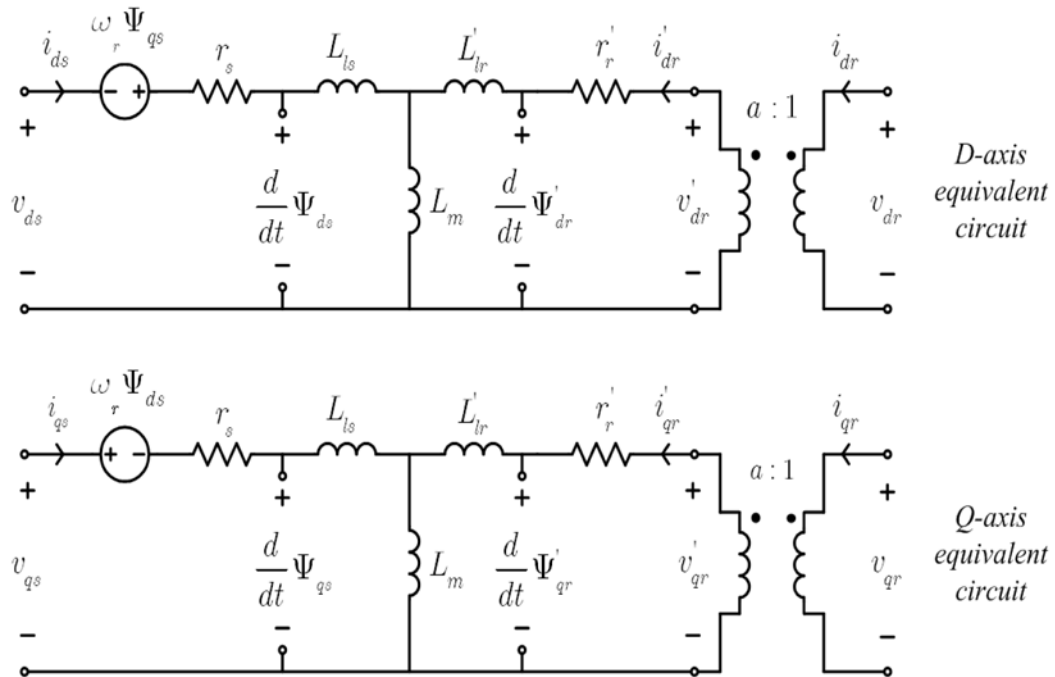 i_ds
ω_r Ψ_qs
r_s
L_ls
L'_lr
r'_r
i'_dr
i_dr
− +
a : 1
+
+
+
+
+
v_ds
d/dt Ψ_ds
L_m
d/dt Ψ'_dr
v'_dr
v_dr
−
−
−
−
−
D-axis
equivalent
circuit
i_qs
ω_r Ψ_ds
r_s
L_ls
L'_lr
r'_r
i'_qr
i_qr
+ −
a : 1
+
+
+
+
+
v_qs
d/dt Ψ_qs
L_m
d/dt Ψ'_qr
v'_qr
v_qr
−
−
−
−
−
Q-axis
equivalent
circuit